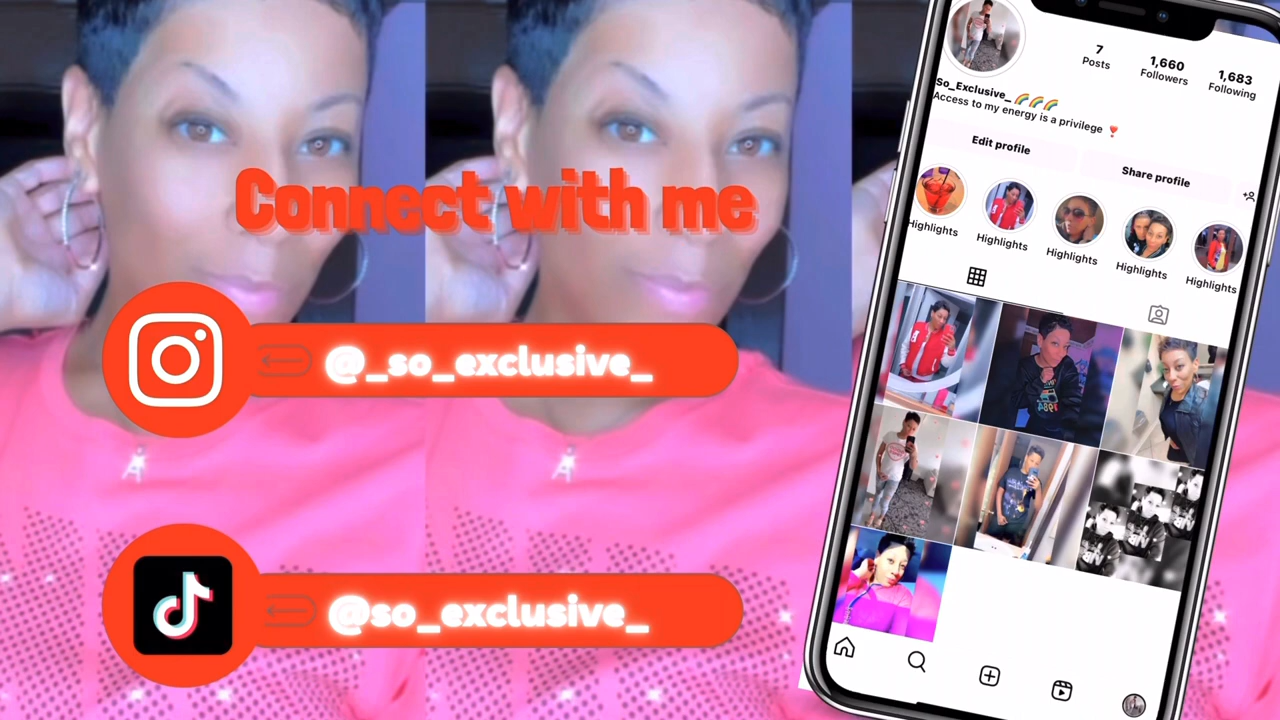 Connect with me
@_so_exclusive_
@so_exclusive_
7
Posts
1,660
Followers
1,683
Following
So_Exclusive_ 🌈🌈🌈
Access to my energy is a privilege ❣️
Edit profile
Share profile
Highlights
Highlights
Highlights
Highlights
Highlights